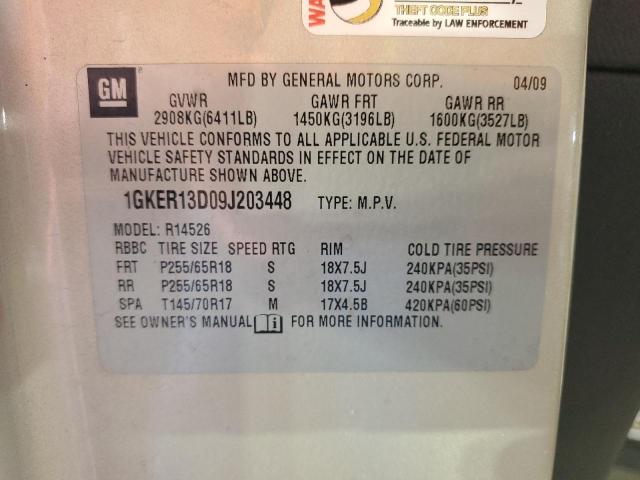 WA
THEFT CODE PLUS
Traceable by LAW ENFORCEMENT
GM
MFD BY GENERAL MOTORS CORP. 04/09
GVWR GAWR FRT GAWR RR
2908KG(6411LB) 1450KG(3196LB) 1600KG(3527LB)
THIS VEHICLE CONFORMS TO ALL APPLICABLE U.S. FEDERAL MOTOR
VEHICLE SAFETY STANDARDS IN EFFECT ON THE DATE OF
MANUFACTURE SHOWN ABOVE.
1GKER13D09J203448 TYPE: M.P.V.
MODEL: R14526
RBBC TIRE SIZE SPEED RTG RIM COLD TIRE PRESSURE
FRT P255/65R18 S 18X7.5J 240KPA(35PSI)
RR P255/65R18 S 18X7.5J 240KPA(35PSI)
SPA T145/70R17 M 17X4.5B 420KPA(60PSI)
SEE OWNER'S MANUAL i FOR MORE INFORMATION.